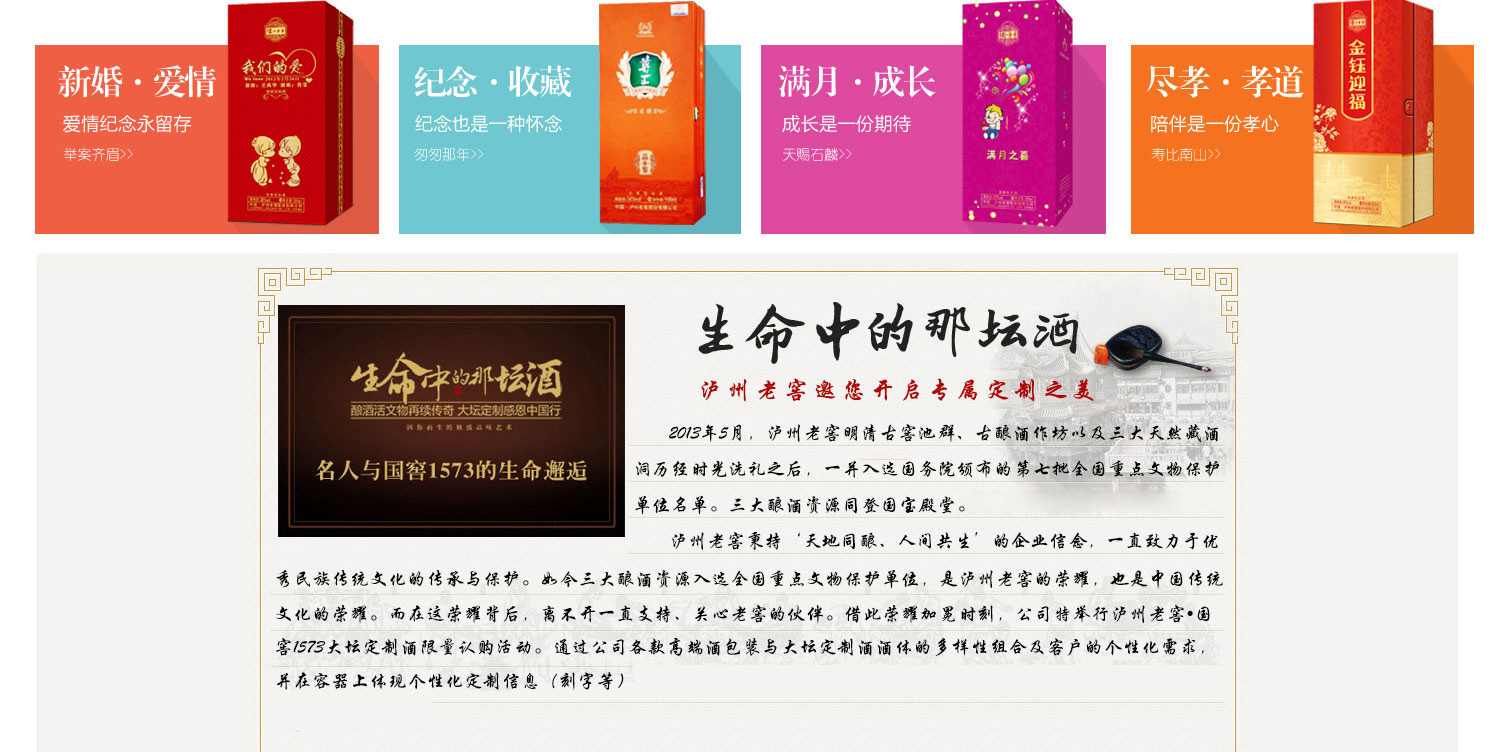 新婚·爱情
爱情纪念永留存
举案齐眉>>
我们的爱
纪念·收藏
纪念也是一种怀念
匆匆那年>>
满月·成长
成长是一份期待
天赐石麟>>
满月之喜
尽孝·孝道
陪伴是一份孝心
寿比南山>>
金钰迎福
生命中的那坛酒
酿酒活文物再续传奇 大坛定制感恩中国行
名人与国窖1573的生命邂逅
生命中的那坛酒
泸州老窖邀您开启专属定制之美
2013年5月，泸州老窖明清古窖池群、古酿酒作坊以及三大天然藏酒
洞历经时光洗礼之后，一并入选国务院颁布的第七批全国重点文物保护
单位名单。三大酿酒资源同登国宝殿堂。
泸州老窖秉持‘天地同酿、人间共生’的企业信念，一直致力于优
秀民族传统文化的传承与保护。如今三大酿酒资源入选全国重点文物保护单位，是泸州老窖的荣耀，也是中国传统
文化的荣耀。而在这荣耀背后，离不开一直支持、关心老窖的伙伴。借此荣耀加冕时刻，公司特举行泸州老窖•国
窖1573大坛定制酒限量认购活动。通过公司各款高端酒包装与大坛定制酒酒体的多样性组合及客户的个性化需求，
并在容器上体现个性化定制信息（刻字等）